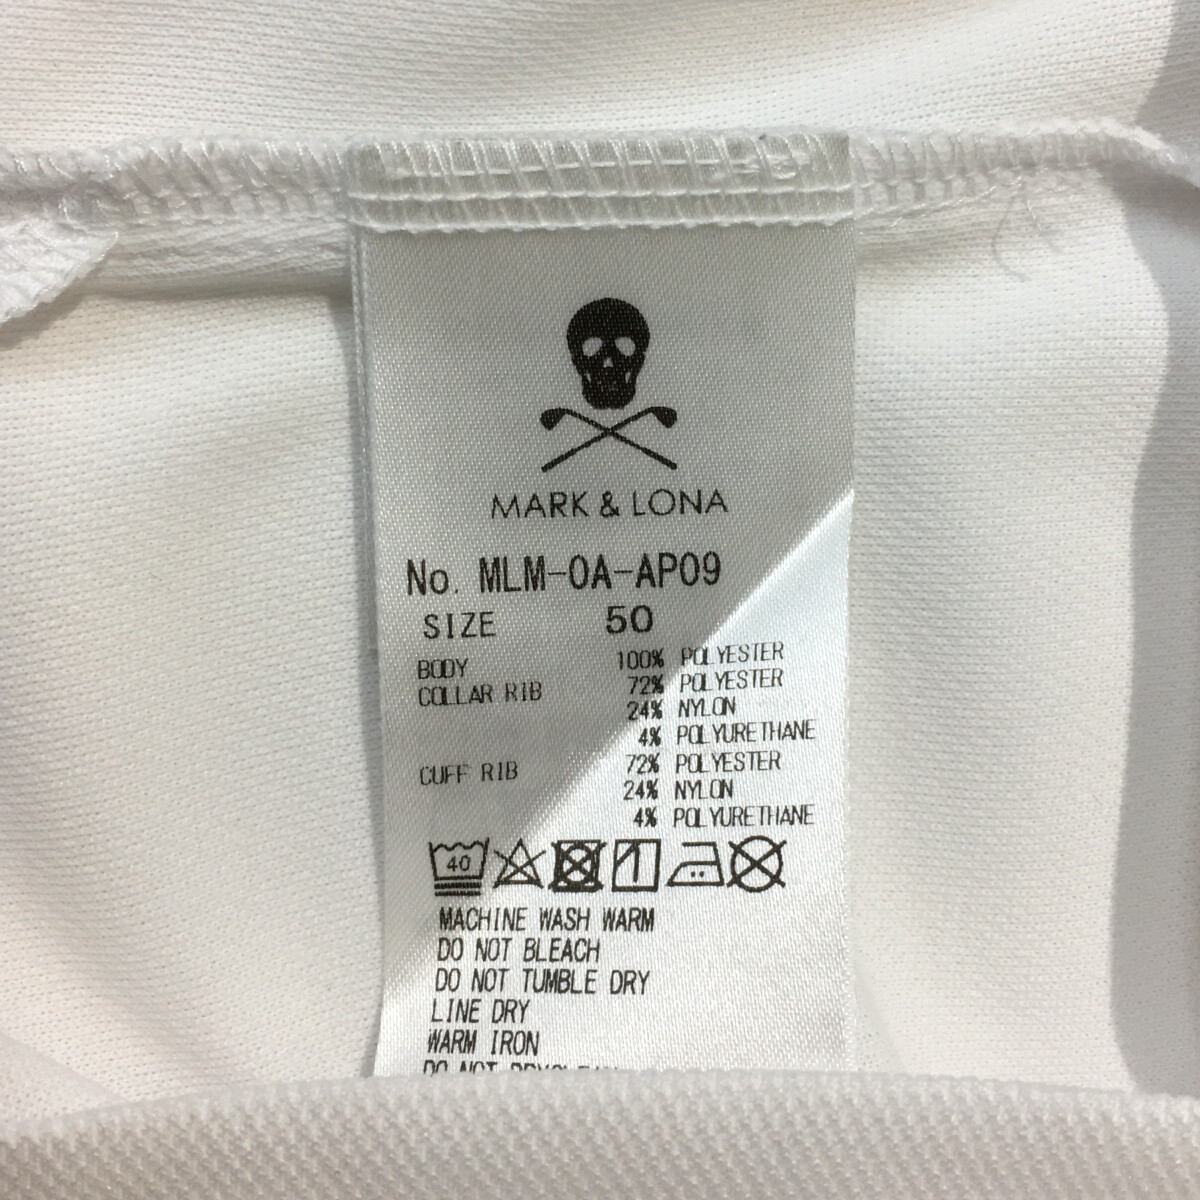 MARK & LONA
No. MLM-0A-AP09
SIZE 50
BODY 100% POLYESTER
COLLAR RIB 72% POLYESTER
24% NYLON
4% POLYURETHANE
CUFF RIB 72% POLYESTER
24% NYLON
4% POLYURETHANE
40
MACHINE WASH WARM
DO NOT BLEACH
DO NOT TUMBLE DRY
LINE DRY
WARM IRON
DO NOT